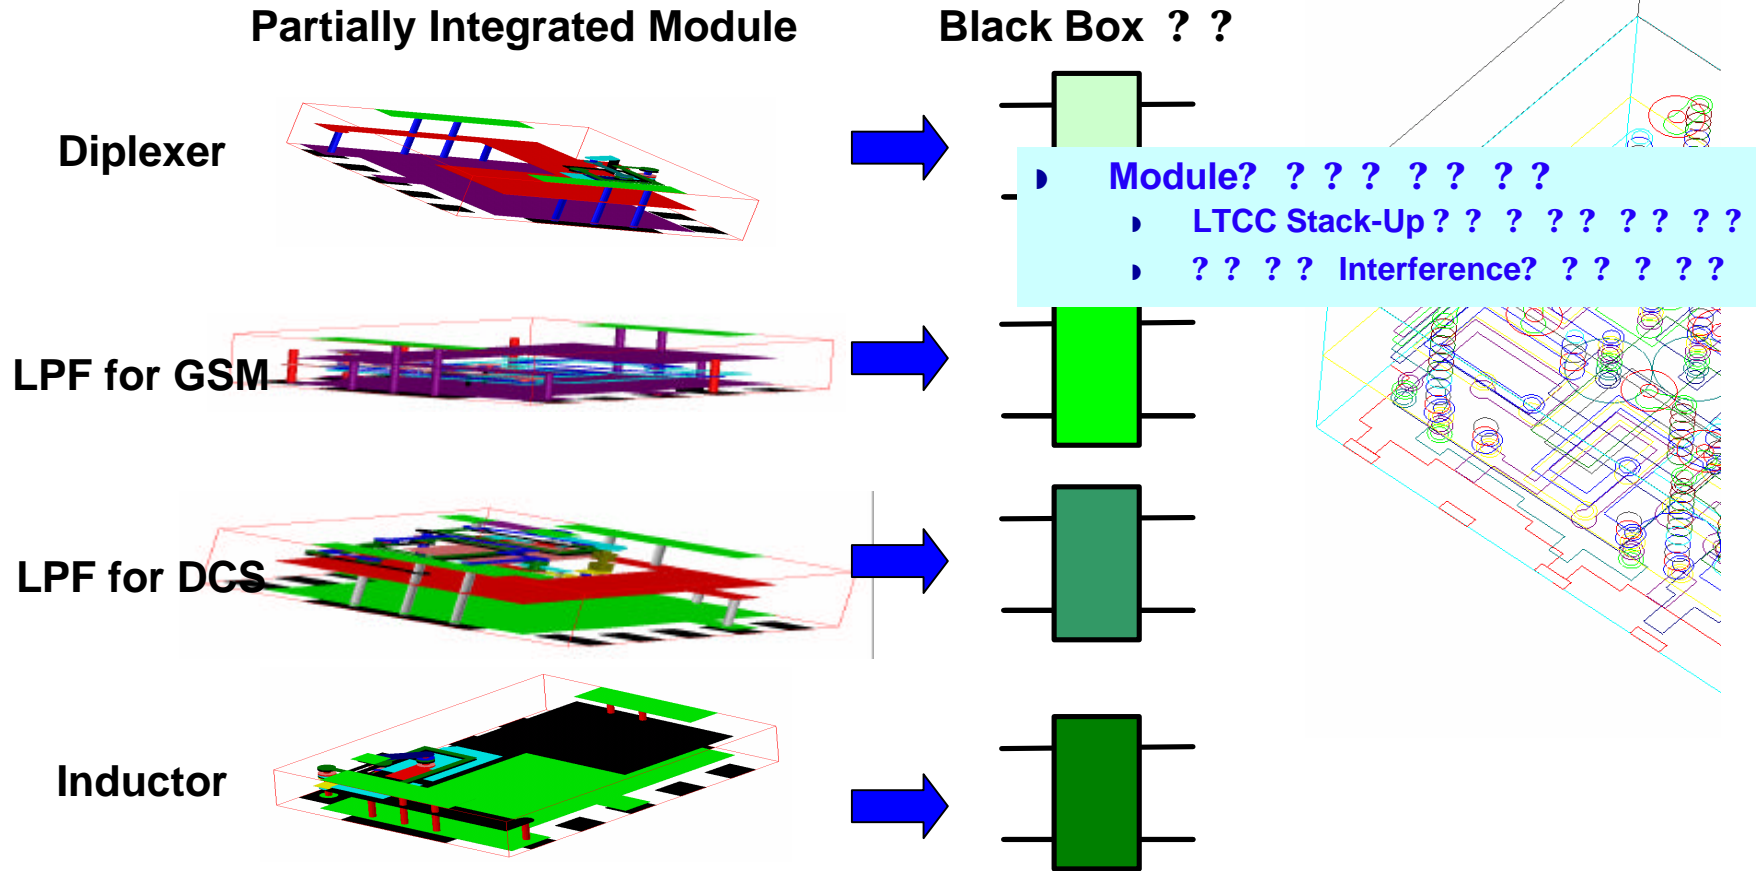 Partially Integrated Module
Black Box ? ?
Diplexer
Module? ? ? ? ? ? ? ?
LTCC Stack-Up ? ? ? ? ? ? ? ? ? ?
? ? ? ? Interference? ? ? ? ? ?
LPF for GSM
LPF for DCS
Inductor